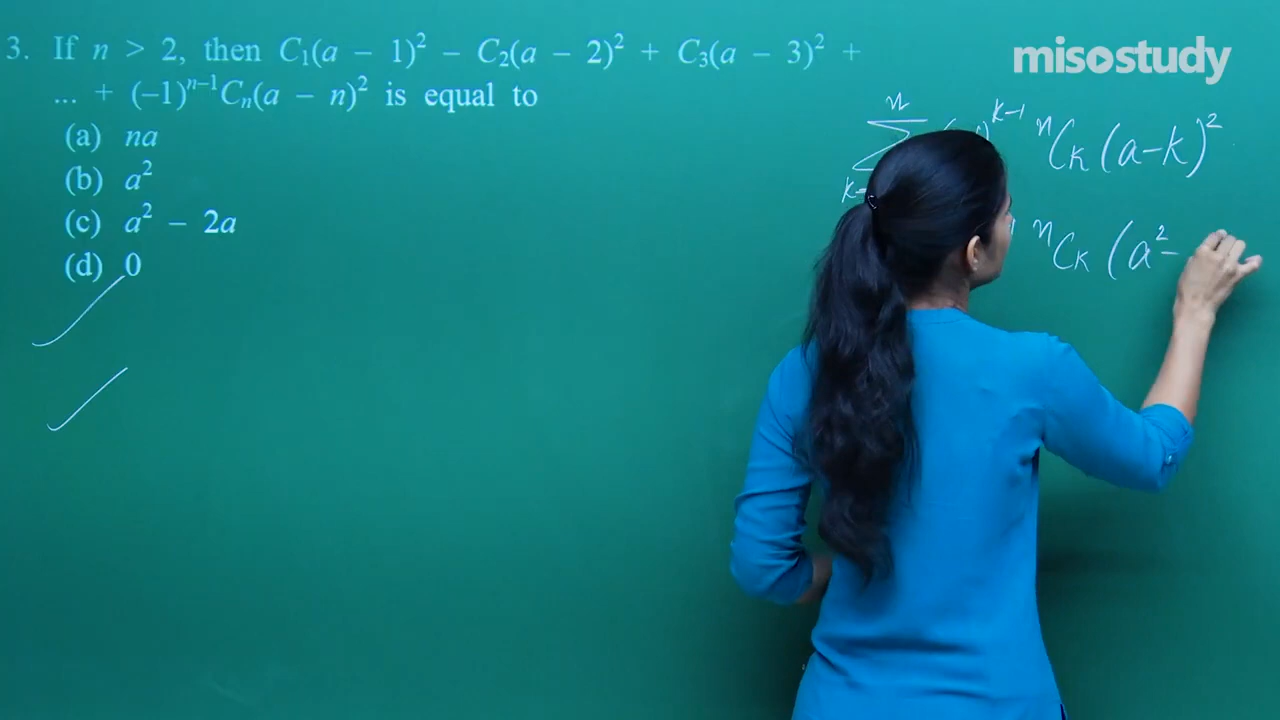 3. If n > 2, then C₁(a − 1)² − C₂(a − 2)² + C₃(a − 3)² +
... + (−1)ⁿ⁻¹Cₙ(a − n)² is equal to
(a) na
(b) a²
(c) a² − 2a
(d) 0
misostudy
n
Σ k-1 ⁿCₖ (a-k)²
k=
ⁿCₖ (a² -